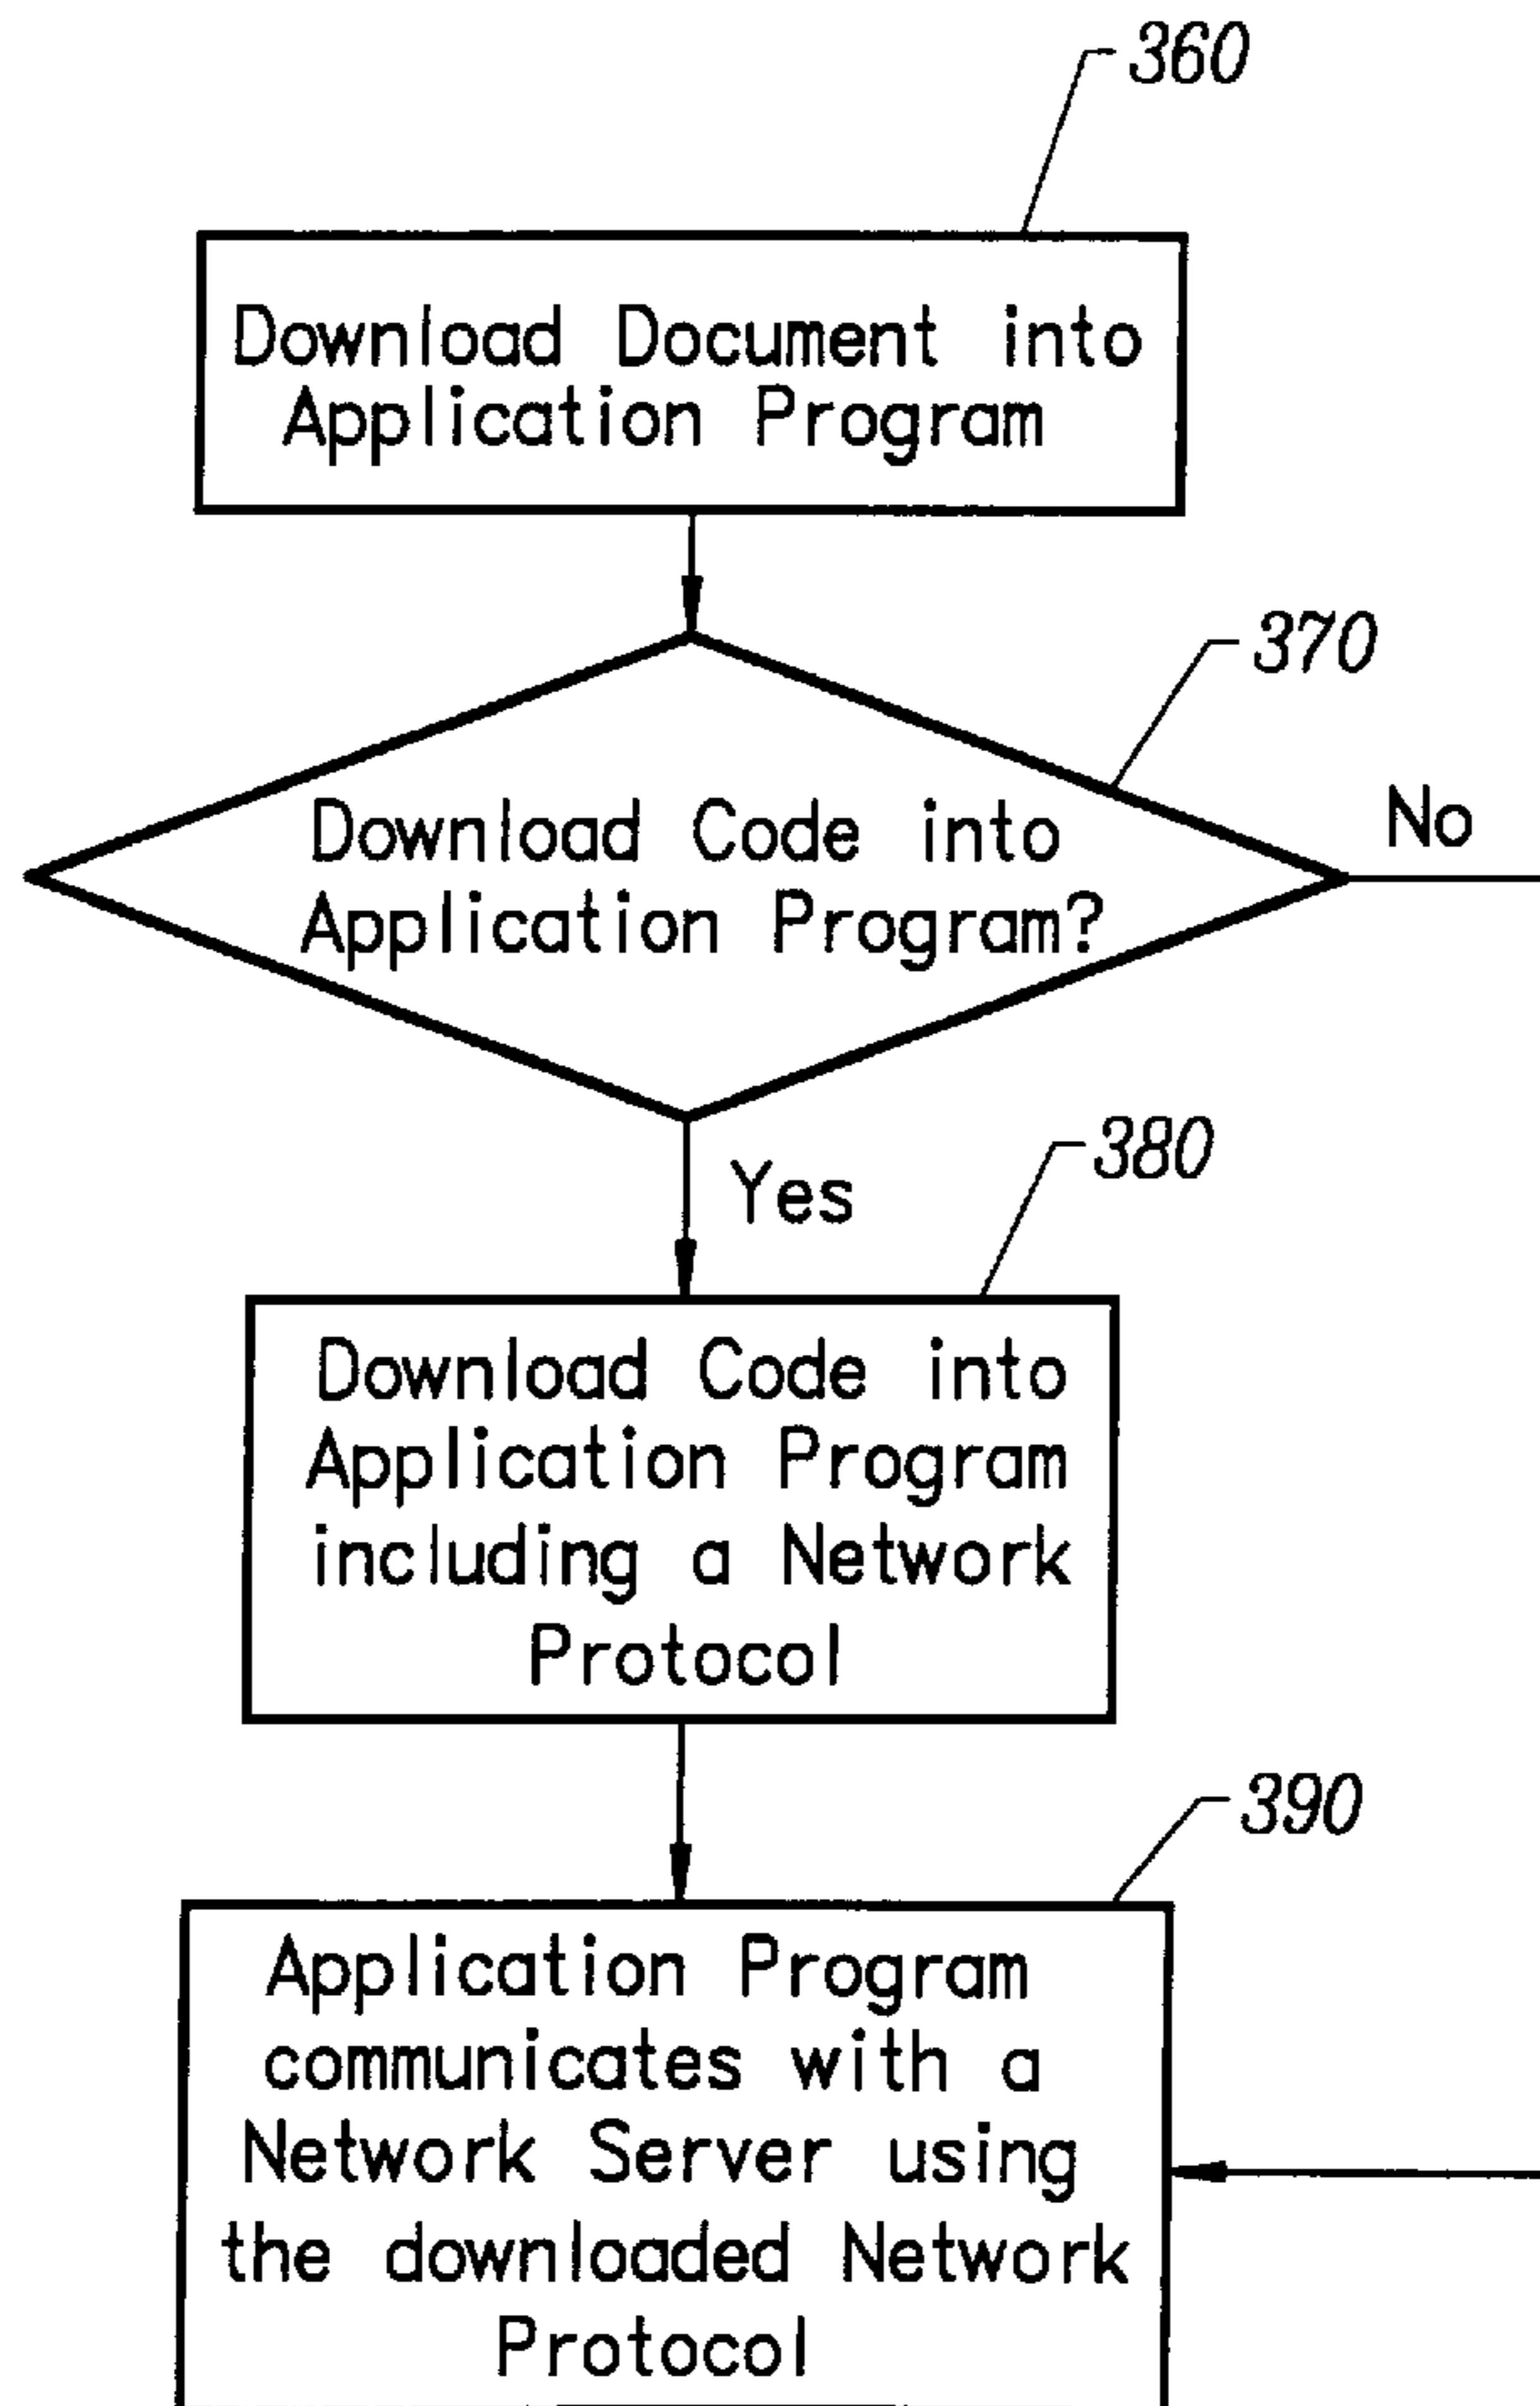 360
Download Document into
Application Program
370
Download Code into
Application Program?
No
Yes
380
Download Code into
Application Program
including a Network
Protocol
390
Application Program
communicates with a
Network Server using
the downloaded Network
Protocol